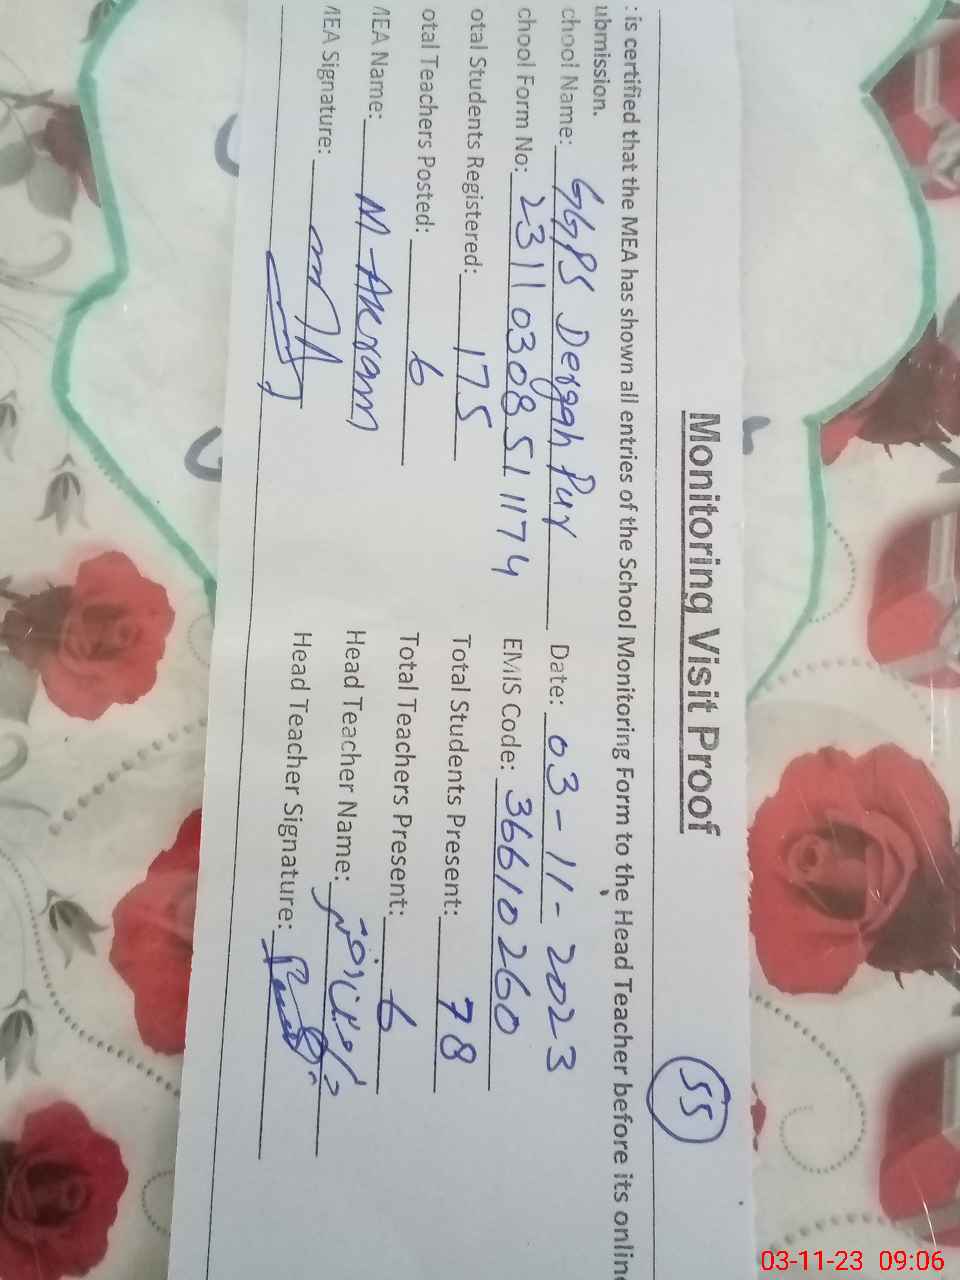 Monitoring Visit Proof
55
: is certified that the MEA has shown all entries of the School Monitoring Form to the Head Teacher before its online
ubmission.
chool Name: GGPS Dergah Pur Date: 03-11-2023
chool Form No: 2311030851174 EMIS Code: 36610260
otal Students Registered: 175 Total Students Present: 78
otal Teachers Posted: 6 Total Teachers Present: 6
MEA Name: M-Akram Head Teacher Name:
MEA Signature: Head Teacher Signature:
03-11-23 09:06